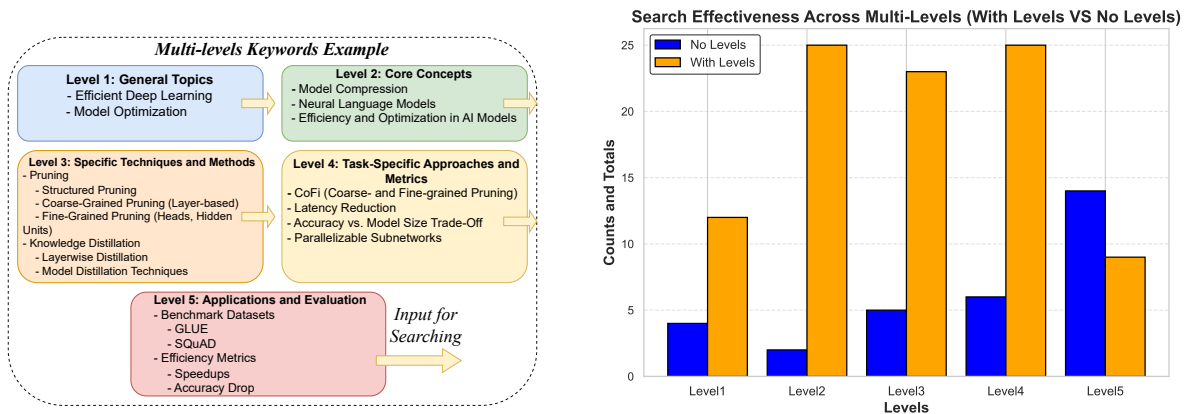 Multi-levels Keywords Example
Level 1: General Topics
- Efficient Deep Learning
- Model Optimization
Level 2: Core Concepts
- Model Compression
- Neural Language Models
- Efficiency and Optimization in AI Models
Level 3: Specific Techniques and Methods
- Pruning
- Structured Pruning
- Coarse-Grained Pruning (Layer-based)
- Fine-Grained Pruning (Heads, Hidden
Units)
- Knowledge Distillation
- Layerwise Distillation
- Model Distillation Techniques
Level 4: Task-Specific Approaches and
Metrics
- CoFi (Coarse- and Fine-grained Pruning)
- Latency Reduction
- Accuracy vs. Model Size Trade-Off
- Parallelizable Subnetworks
Level 5: Applications and Evaluation
- Benchmark Datasets
- GLUE
- SQuAD
- Efficiency Metrics
- Speedups
- Accuracy Drop
Input for
Searching
Search Effectiveness Across Multi-Levels (With Levels VS No Levels)
No Levels
With Levels
Counts and Totals
25
20
15
10
5
0
Level1
Level2
Level3
Level4
Level5
Levels